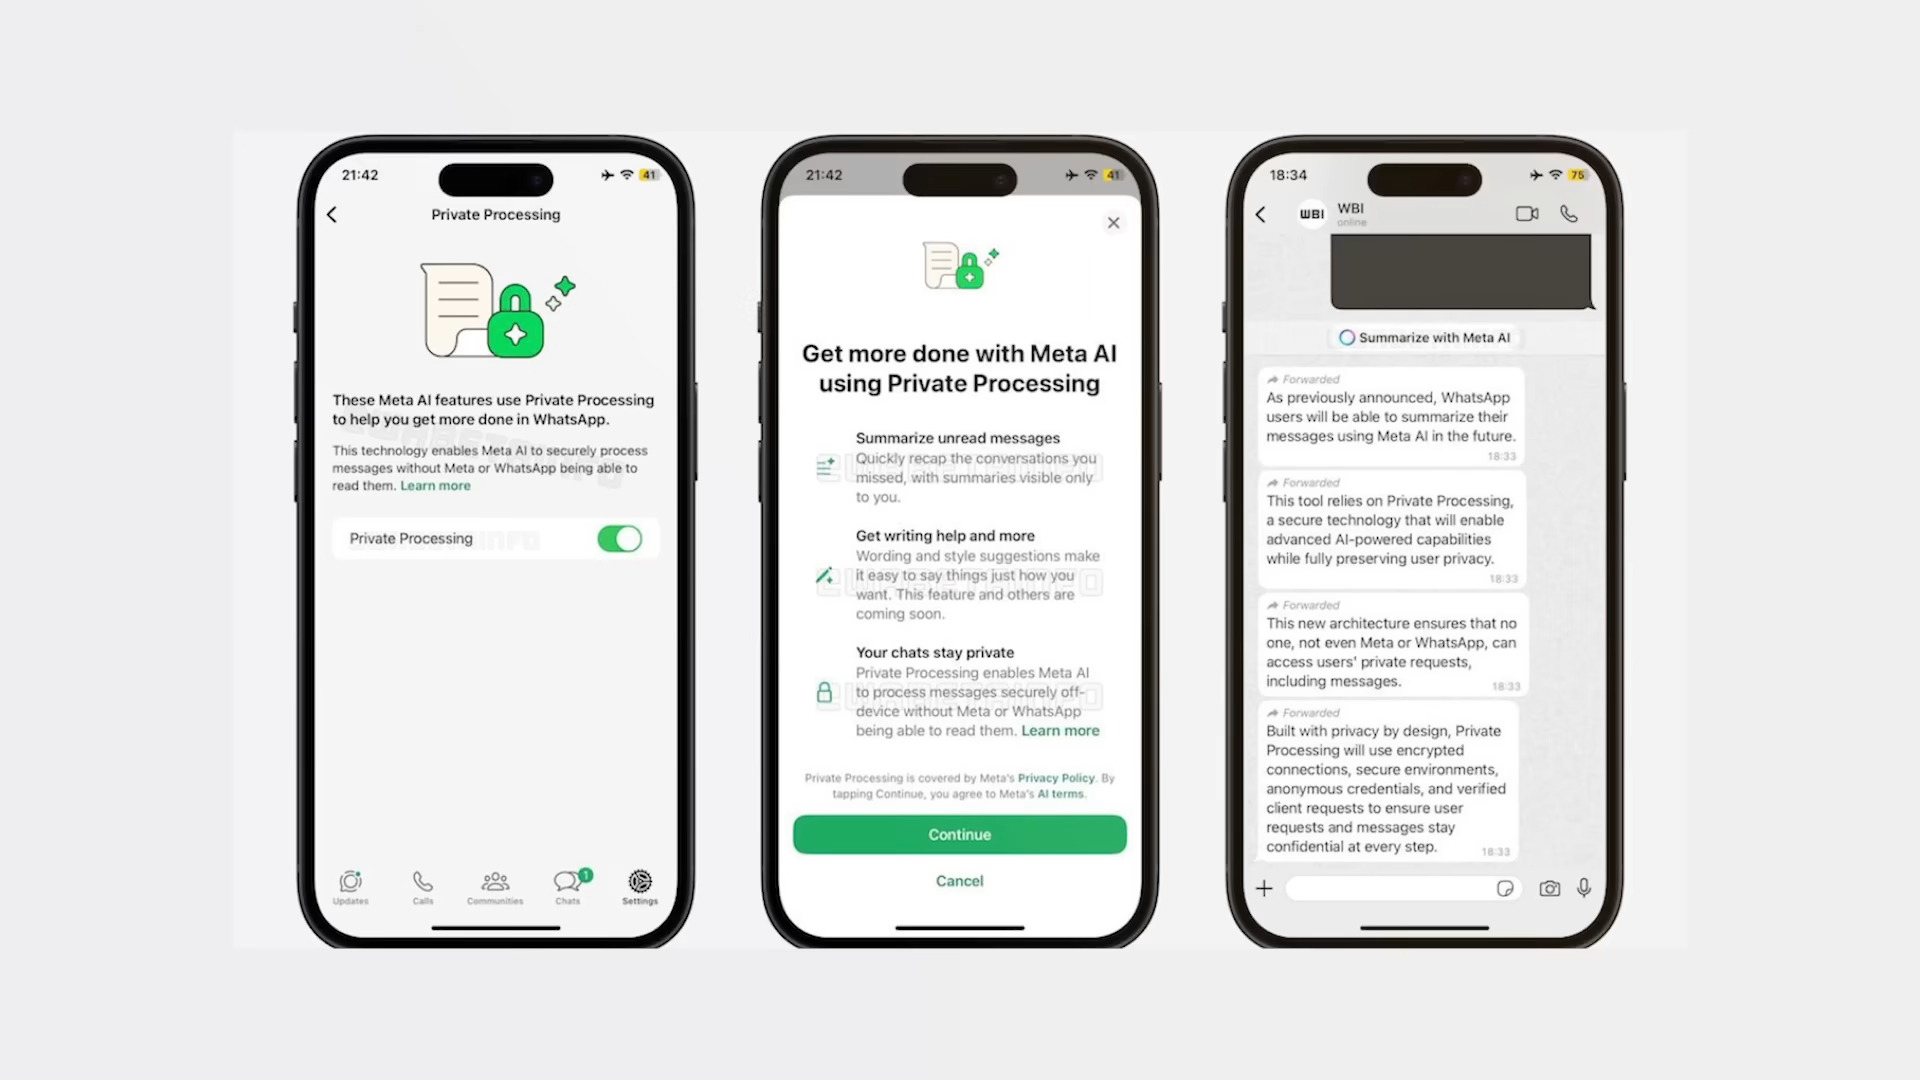 21:42
41
Private Processing
These Meta AI features use Private Processing
to help you get more done in WhatsApp.
This technology enables Meta AI to securely process
messages without Meta or WhatsApp being able to
read them. Learn more
Private Processing
1
Updates
Calls
Communities
Chats
Settings
21:42
41
Get more done with Meta AI
using Private Processing
Summarize unread messages
Quickly recap the conversations you
missed, with summaries visible only
to you.
Get writing help and more
Wording and style suggestions make
it easy to say things just how you
want. This feature and others are
coming soon.
Your chats stay private
Private Processing enables Meta AI
to process messages securely off-
device without Meta or WhatsApp
being able to read them. Learn more
Private Processing is covered by Meta's Privacy Policy. By
tapping Continue, you agree to Meta's AI terms.
Continue
Cancel
18:34
75
WBI
WBI
online
Summarize with Meta AI
Forwarded
As previously announced, WhatsApp
users will be able to summarize their
messages using Meta AI in the future.
18:33
Forwarded
This tool relies on Private Processing,
a secure technology that will enable
advanced AI-powered capabilities
while fully preserving user privacy.
18:33
Forwarded
This new architecture ensures that no
one, not even Meta or WhatsApp, can
access users' private requests,
including messages.
18:33
Forwarded
Built with privacy by design, Private
Processing will use encrypted
connections, secure environments,
anonymous credentials, and verified
client requests to ensure user
requests and messages stay
confidential at every step.
18:33